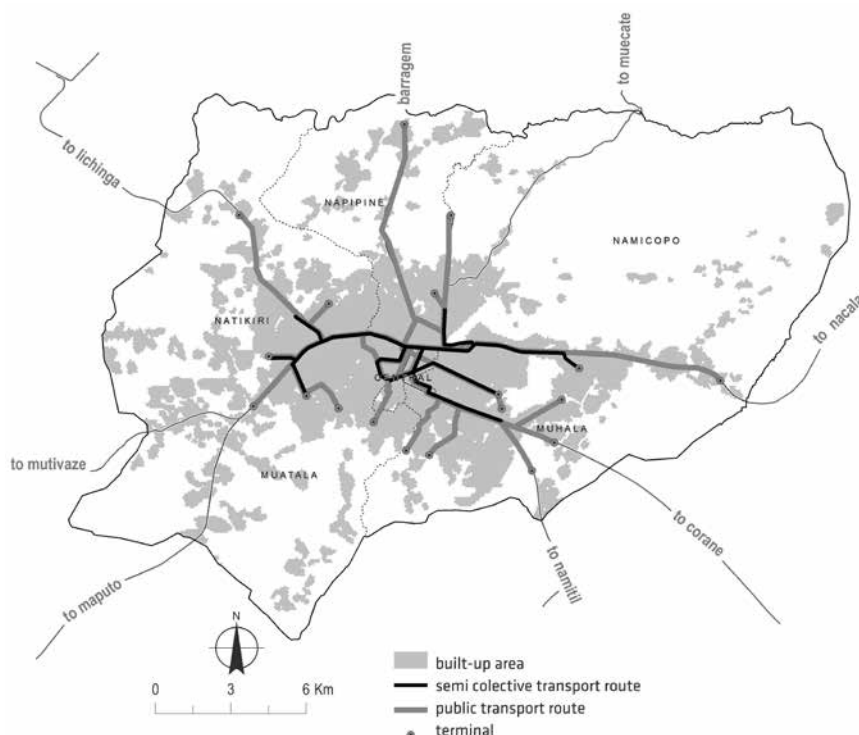 to muecate
barragem
to lichinga
NAPIPINE
NAMICOPO
NATIKIRI
to nacala
CENTRAL
MUHALA
to mutivaze
MUATALA
to corane
to namitil
to maputo
N
0 3 6 Km
built-up area
semi colective transport route
public transport route
terminal